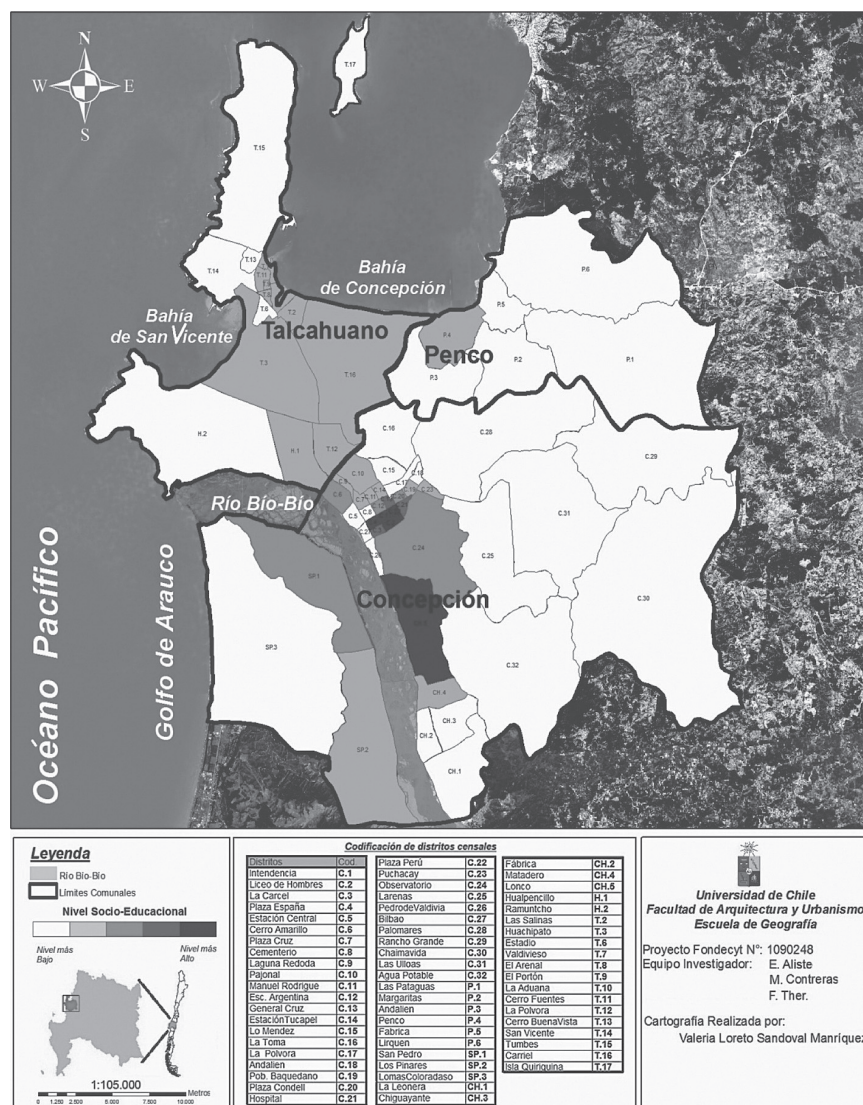 N
W
E
S
T.17
T.15
T.13
T.14
T.11
T.6
T.2
Bahía
de Concepción
Bahía
de San Vicente
Talcahuano
T.3
T.16
P.6
P.5
P.4
Penco
P.3
P.2
P.1
H.2
H.1
T.12
C.16
C.28
C.29
C.15
C.17
C.10
C.14
C.5
C.8
C.24
C.25
C.31
C.30
C.32
Río Bío-Bío
SP.1
SP.3
SP.2
Concepción
CH.4
CH.3
CH.2
CH.1
Océano Pacífico
Golfo de Arauco
Leyenda
Río Bío-Bío
Límites Comunales
Nivel Socio-Educacional
Nivel más
Bajo
Nivel más
Alto
1:105.000
0 1.250 2.500 5.000 7.500 10.000 Metros
Codificación de distritos censales
Distritos Cod.
Intendencia C.1
Liceo de Hombres C.2
La Carcel C.3
Plaza España C.4
Estación Central C.5
Cerro Amarillo C.6
Plaza Cruz C.7
Cementerio C.8
Laguna Redoda C.9
Pajonal C.10
Manuel Rodrigue C.11
Esc. Argentina C.12
General Cruz C.13
EstaciónTucapel C.14
Lo Mendez C.15
La Toma C.16
La Polvora C.17
Andalien C.18
Pob. Baquedano C.19
Plaza Condell C.20
Hospital C.21
Plaza Perú C.22
Puchacay C.23
Observatorio C.24
Larenas C.25
PedrodeValdivia C.26
Bilbao C.27
Palomares C.28
Rancho Grande C.29
Chaimavida C.30
Las Ulloas C.31
Agua Potable C.32
Las Pataguas P.1
Margaritas P.2
Andalien P.3
Penco P.4
Fabrica P.5
Lirquen P.6
San Pedro SP.1
Los Pinares SP.2
LomasColoradaso SP.3
La Leonera CH.1
Chiguayante CH.3
Fábrica CH.2
Matadero CH.4
Lonco CH.5
Hualpencillo H.1
Ramuntcho H.2
Las Salinas T.2
Huachipato T.3
Estadio T.6
Valdivieso T.7
El Arenal T.8
El Portón T.9
La Aduana T.10
Cerro Fuentes T.11
La Polvora T.12
Cerro BuenaVista T.13
San Vicente T.14
Tumbes T.15
Carriel T.16
Isla Quiriquina T.17
Universidad de Chile
Facultad de Arquitectura y Urbanismo
Escuela de Geografía
Proyecto Fondecyt N°: 1090248
Equipo Investigador: E. Aliste
M. Contreras
F. Ther.
Cartografía Realizada por:
Valeria Loreto Sandoval Manríquez